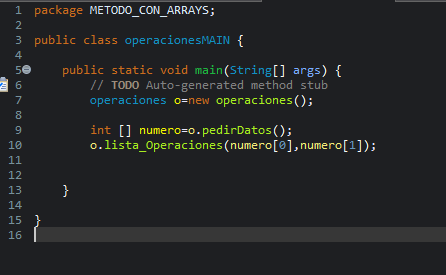 1 package METODO_CON_ARRAYS;
2
3 public class operacionesMAIN {
4
5 public static void main(String[] args) {
6 // TODO Auto-generated method stub
7 operaciones o=new operaciones();
8
9 int [] numero=o.pedirDatos();
10 o.lista_Operaciones(numero[0],numero[1]);
11
12
13 }
14
15 }
16